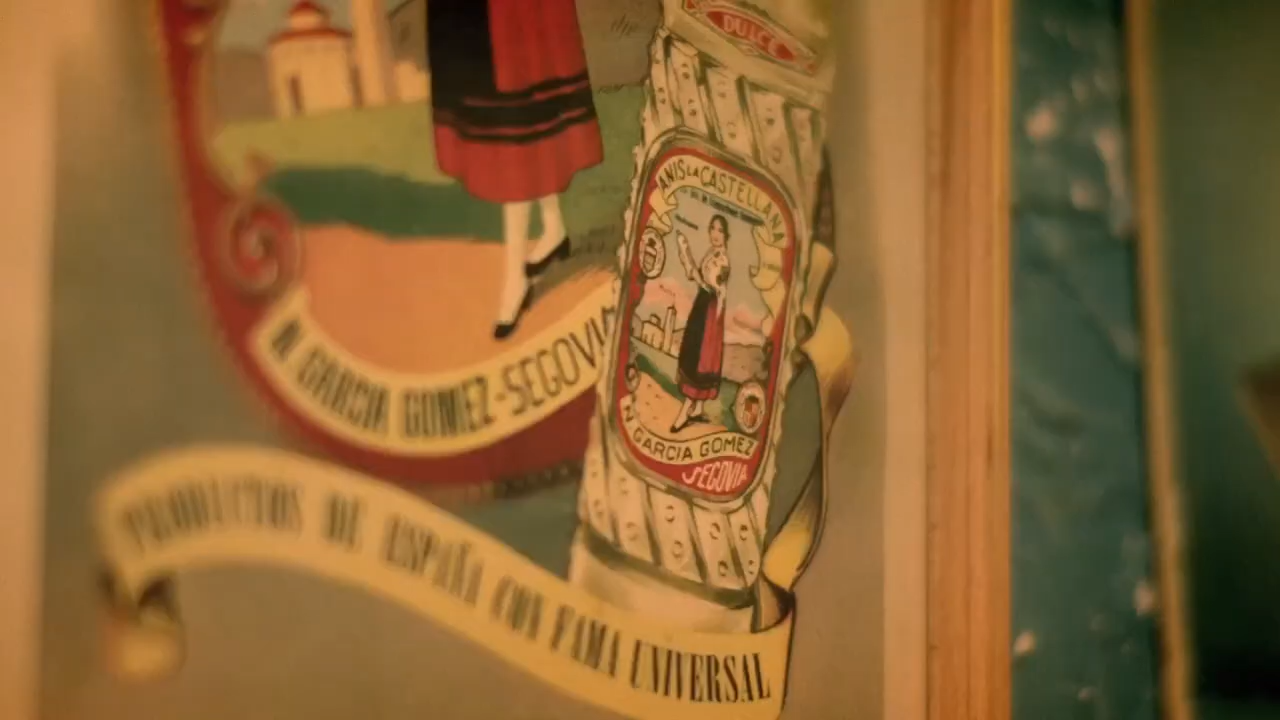 DULCE
ANIS LA CASTELLANA
N. GARCIA GOMEZ
SEGOVIA
N. GARCIA GOMEZ-SEGOVIA
PRODUCTOS DE ESPAÑA CON FAMA UNIVERSAL